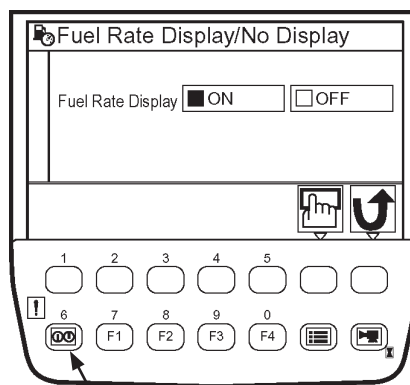 Fuel Rate Display/No Display
Fuel Rate Display ON OFF
1 2 3 4 5
6 7 8 9 0
F1 F2 F3 F4